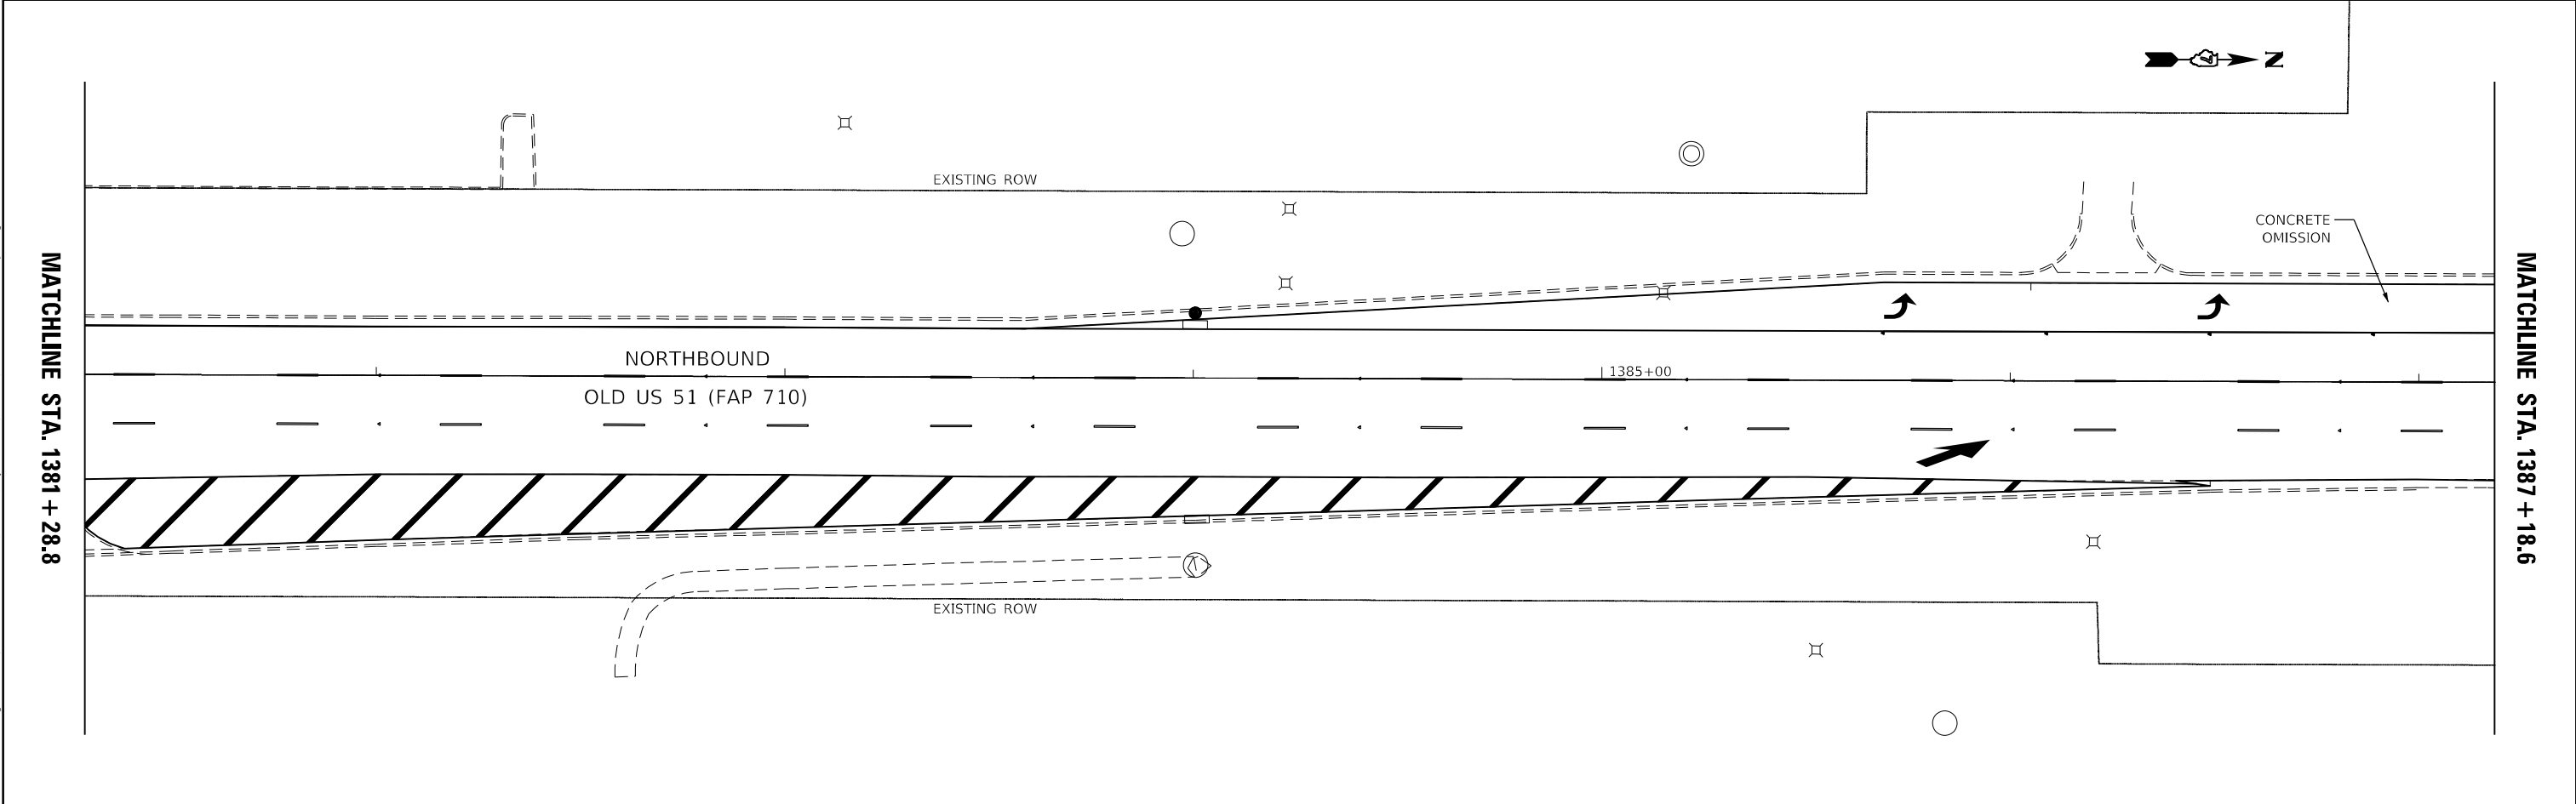 N
EXISTING ROW
CONCRETE
OMISSION
MATCHLINE STA. 1381+28.8
MATCHLINE STA. 1387+18.6
NORTHBOUND
1385+00
OLD US 51 (FAP 710)
EXISTING ROW